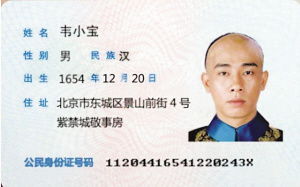 姓名 韦小宝
性别 男 民族 汉
出生 1654 年 12 月 20 日
住址 北京市东城区景山前街4号
紫禁城敬事房
公民身份证号码 11204416541220243X